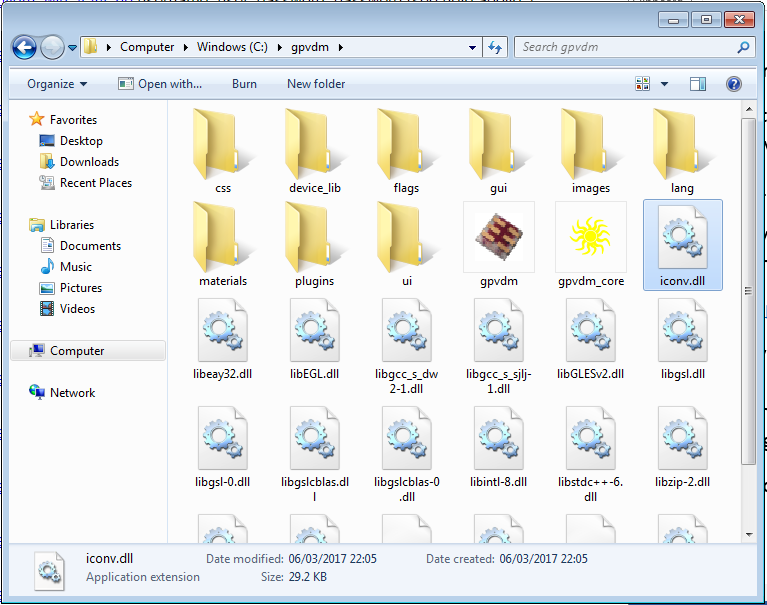 Computer Windows (C:) gpvdm
Search gpvdm
Organize Open with... Burn New folder
Favorites
Desktop
Downloads
Recent Places
Libraries
Documents
Music
Pictures
Videos
Computer
Network
css device_lib flags gui images lang
materials plugins ui gpvdm gpvdm_core iconv.dll
libeay32.dll libEGL.dll libgcc_s_dw libgcc_s_sjlj- libGLESv2.dll libgsl.dll
2-1.dll 1.dll
libgsl-0.dll libgslcblas.dl libgslcblas-0 libintl-8.dll libstdc++-6. libzip-2.dll
l .dll dll
iconv.dll Date modified: 06/03/2017 22:05 Date created: 06/03/2017 22:05
Application extension Size: 29.2 KB